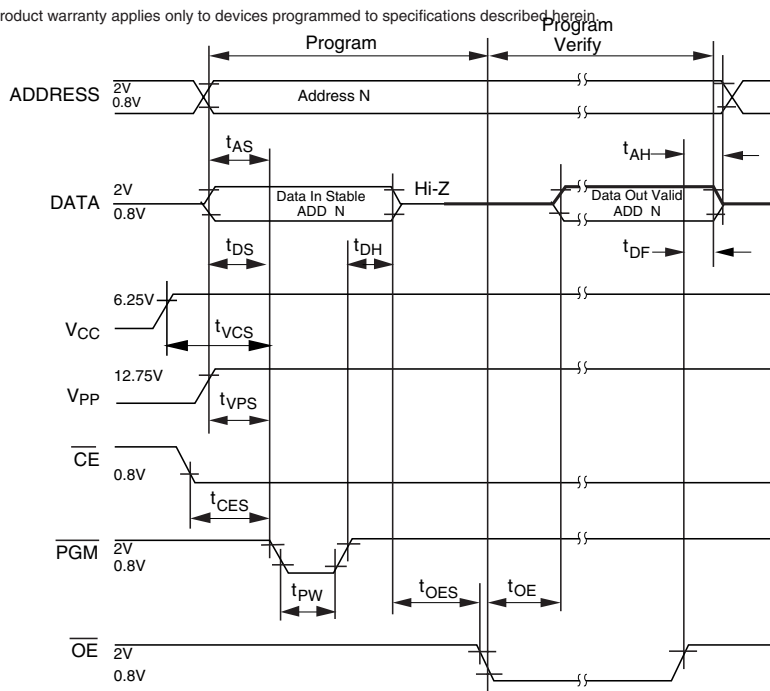 roduct warranty applies only to devices programmed to specifications described herein.
Program
Program
Verify
ADDRESS
2V
0.8V
Address N
tAS
tAH
DATA
2V
0.8V
Data In Stable
ADD N
Hi-Z
Data Out Valid
ADD N
tDS
tDH
tDF
6.25V
VCC
tVCS
12.75V
VPP
tVPS
CE
0.8V
tCES
PGM
2V
0.8V
tPW
tOES
tOE
OE
2V
0.8V